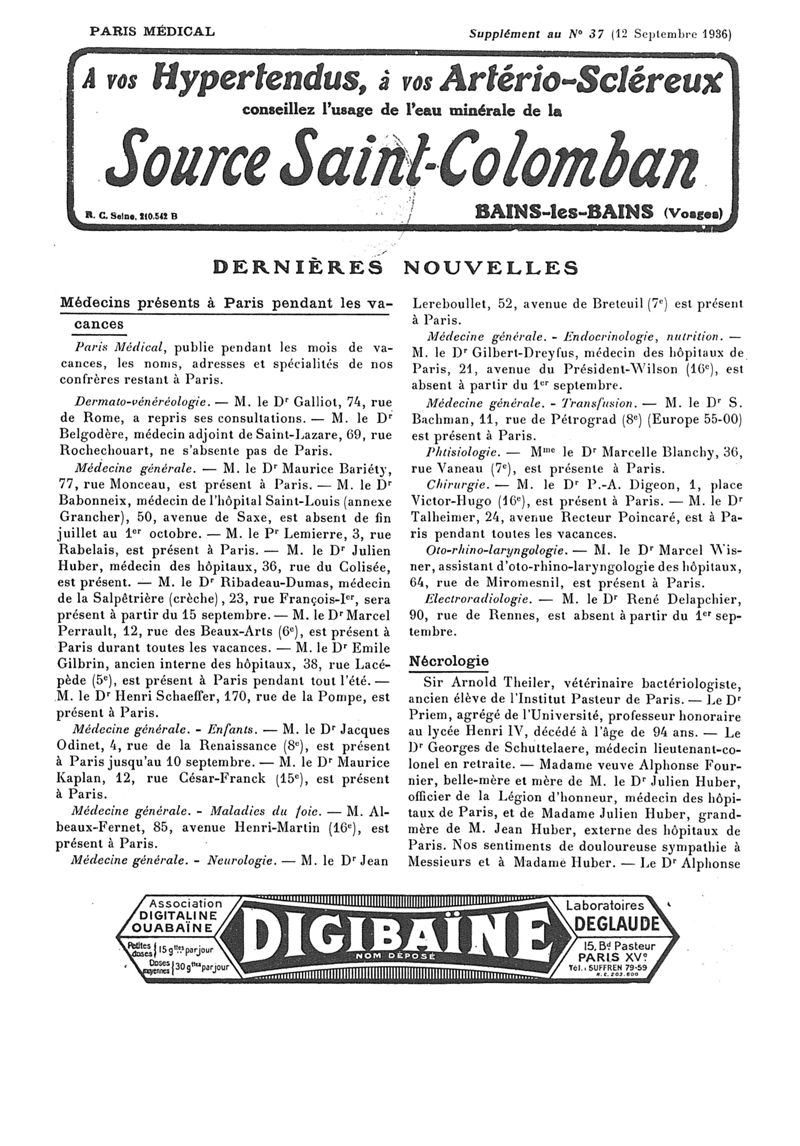 PARIS MÉDICAL
Supplément au N° 37 (12 Septembre 1936)
A vos Hypertendus, à vos Artério-Scléreux
conseillez l'usage de l'eau minérale de la
Source Saint-Colomban
R. C. Seine. 210.542 B
BAINS-les-BAINS (Vosges)
DERNIÈRES NOUVELLES
Médecins présents à Paris pendant les va-
cances
Paris Médical, publie pendant les mois de va-
cances, les noms, adresses et spécialités de nos
confrères restant à Paris.
Dermato-vénéréologie. — M. le Dr Galliot, 74, rue
de Rome, a repris ses consultations. — M. le Dr
Belgodère, médecin adjoint de Saint-Lazare, 69, rue
Rochechouart, ne s'absente pas de Paris.
Médecine générale. — M. le Dr Maurice Bariéty,
77, rue Monceau, est présent à Paris. — M. le Dr
Babonneix, médecin de l'hôpital Saint-Louis (annexe
Grancher), 50, avenue de Saxe, est absent de fin
juillet au 1er octobre. — M. le Pr Lemierre, 3, rue
Rabelais, est présent à Paris. — M. le Dr Julien
Huber, médecin des hôpitaux, 36, rue du Colisée,
est présent. — M. le Dr Ribadeau-Dumas, médecin
de la Salpêtrière (crèche), 23, rue François-Ier, sera
présent à partir du 15 septembre. — M. le Dr Marcel
Perrault, 12, rue des Beaux-Arts (6e), est présent à
Paris durant toutes les vacances. — M. le Dr Emile
Gilbrin, ancien interne des hôpitaux, 38, rue Lacé-
pède (5e), est présent à Paris pendant tout l'été. —
M. le Dr Henri Schaeffer, 170, rue de la Pompe, est
présent à Paris.
Médecine générale. - Enfants. — M. le Dr Jacques
Odinet, 4, rue de la Renaissance (8e), est présent
à Paris jusqu'au 10 septembre. — M. le Dr Maurice
Kaplan, 12, rue César-Franck (15e), est présent
à Paris.
Médecine générale. - Maladies du foie. — M. Al-
beaux-Fernet, 85, avenue Henri-Martin (16e), est
présent à Paris.
Médecine générale. - Neurologie. — M. le Dr Jean
Lereboullet, 52, avenue de Breteuil (7e) est présent
à Paris.
Médecine générale. - Endocrinologie, nutrition. —
M. le Dr Gilbert-Dreyfus, médecin des hôpitaux de
Paris, 21, avenue du Président-Wilson (16e), est
absent à partir du 1er septembre.
Médecine générale. - Transfusion. — M. le Dr S.
Bachman, 11, rue de Pétrograd (8e) (Europe 55-00)
est présent à Paris.
Phtisiologie. — Mme le Dr Marcelle Blanchy, 36,
rue Vaneau (7e), est présente à Paris.
Chirurgie. — M. le Dr P.-A. Digeon, 1, place
Victor-Hugo (16e), est présent à Paris. — M. le Dr
Talheimer, 24, avenue Recteur Poincaré, est à Pa-
ris pendant toutes les vacances.
Oto-rhino-laryngologie. — M. le Dr Marcel Wis-
ner, assistant d'oto-rhino-laryngologie des hôpitaux,
64, rue de Miromesnil, est présent à Paris.
Electroradiologie. — M. le Dr René Delapchier,
90, rue de Rennes, est absent à partir du 1er sep-
tembre.
Nécrologie
Sir Arnold Theiler, vétérinaire bactériologiste,
ancien élève de l'Institut Pasteur de Paris. — Le Dr
Priem, agrégé de l'Université, professeur honoraire
au lycée Henri IV, décédé à l'âge de 94 ans. — Le
Dr Georges de Schuttelaere, médecin lieutenant-co-
lonel en retraite. — Madame veuve Alphonse Four-
nier, belle-mère et mère de M. le Dr Julien Huber,
officier de la Légion d'honneur, médecin des hôpi-
taux de Paris, et de Madame Julien Huber, grand-
mère de M. Jean Huber, externe des hôpitaux de
Paris. Nos sentiments de douloureuse sympathie à
Messieurs et à Madame Huber. — Le Dr Alphonse
Association
DIGITALINE
OUABAÏNE
Petites doses 15 gttes par jour
Doses moyennes 30 gttes par jour
DIGIBAÏNE
NOM DÉPOSÉ
Laboratoires
DEGLAUDE
15, Bd Pasteur
PARIS XVe
Tél. : SUFFREN 79-59
R.C. 203.600